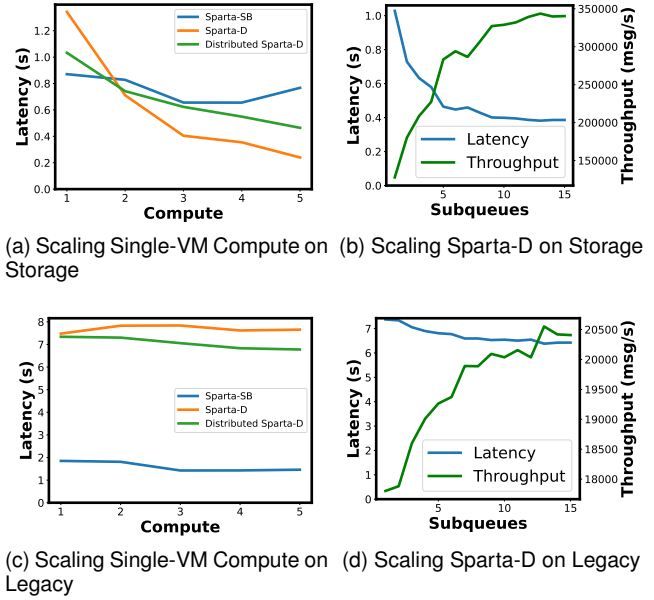 Latency (s)
1.2
1.0
0.8
0.6
0.4
0.2
0.0
Sparta-SB
Sparta-D
Distributed Sparta-D
1 2 3 4 5
Compute
(a) Scaling Single-VM Compute on
Storage
Latency (s)
1.0
0.8
0.6
0.4
0.2
0.0
Latency
Throughput
350000
300000
250000
200000
150000
Throughput (msg/s)
5 10 15
Subqueues
(b) Scaling Sparta-D on Storage
Latency (s)
8
7
6
5
4
3
2
1
0
Sparta-SB
Sparta-D
Distributed Sparta-D
1 2 3 4 5
Compute
(c) Scaling Single-VM Compute on
Legacy
Latency (s)
7
6
5
4
3
2
1
0
Latency
Throughput
20500
20000
19500
19000
18500
18000
Throughput (msg/s)
5 10 15
Subqueues
(d) Scaling Sparta-D on Legacy